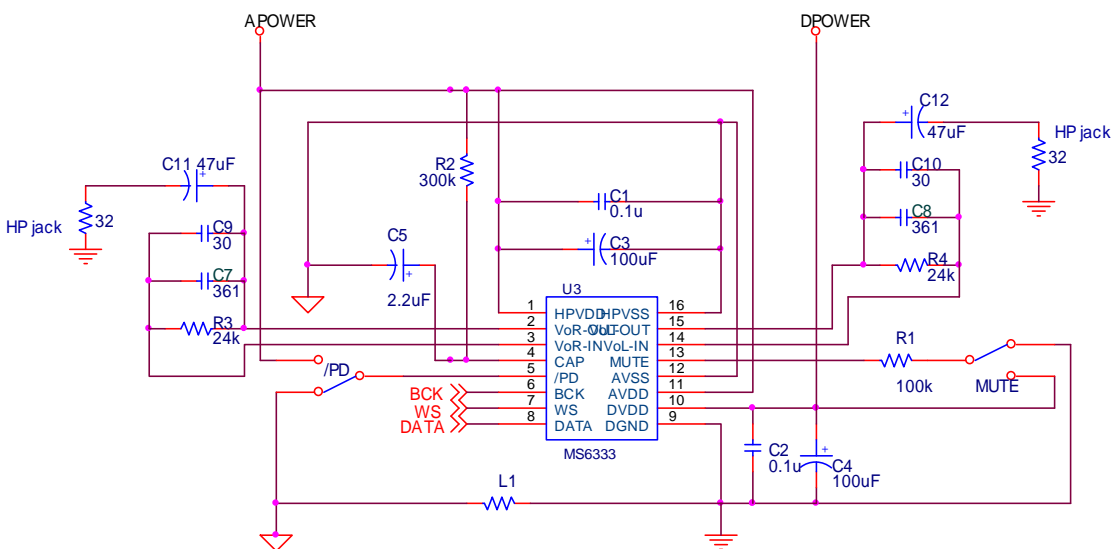 APOWER
DPOWER
C12
47uF
HP jack
32
C10
30
C8
361
R4
24k
C11 47uF
32
HP jack
C9
30
C7
361
R3
24k
R2
300k
C1
0.1u
C3
100uF
C5
2.2uF
U3
1 HPVDD HPVSS 16
2 VoR-OUT VoL-OUT 15
3 VoR-IN VoL-IN 14
4 CAP MUTE 13
5 /PD AVSS 12
6 BCK AVDD 11
7 WS DVDD 10
8 DATA DGND 9
MS6333
/PD
BCK
WS
DATA
R1
100k
MUTE
C2
0.1u
C4
100uF
L1